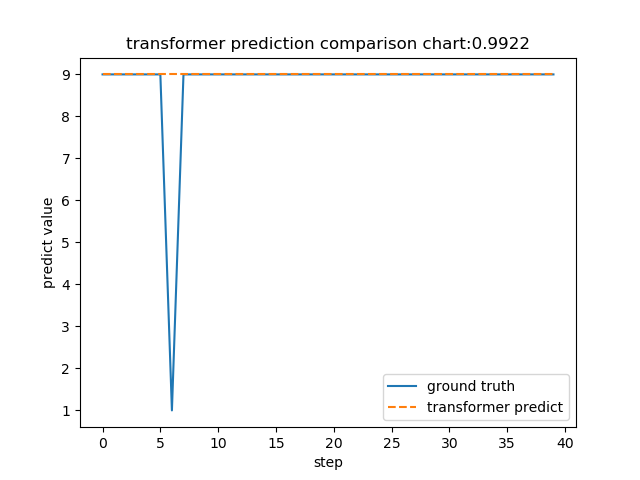 transformer prediction comparison chart:0.9922
9
8
7
6
5
4
3
2
1
predict value
ground truth
transformer predict
0 5 10 15 20 25 30 35 40
step